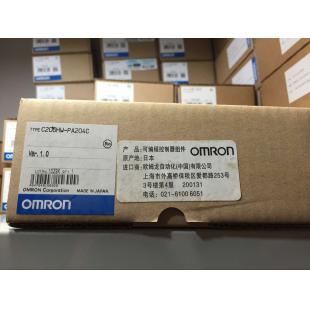 TYPE C200HW-PA204C
Ver.1.0
OMRON
OMRON Corporation
MADE IN JAPAN
产品: 可编程控制器组件
原产地: 日本
进口商: 欧姆龙自动化(中国)有限公司
上海市外高桥保税区爱都路253号
3号楼第4层 200131
电话: 021-6100 6051
OMRON